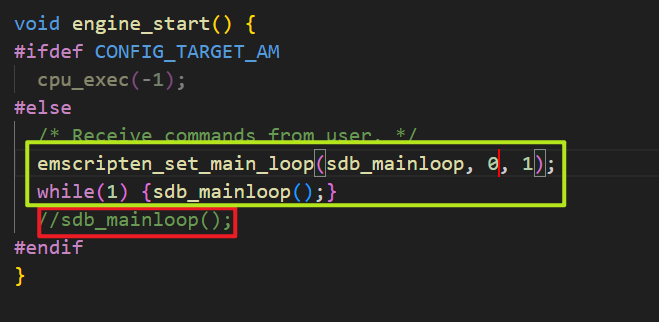 void engine_start() {
#ifdef CONFIG_TARGET_AM
cpu_exec(-1);
#else
/* Receive commands from user. */
emscripten_set_main_loop(sdb_mainloop, 0, 1);
while(1) {sdb_mainloop();}
//sdb_mainloop();
#endif
}